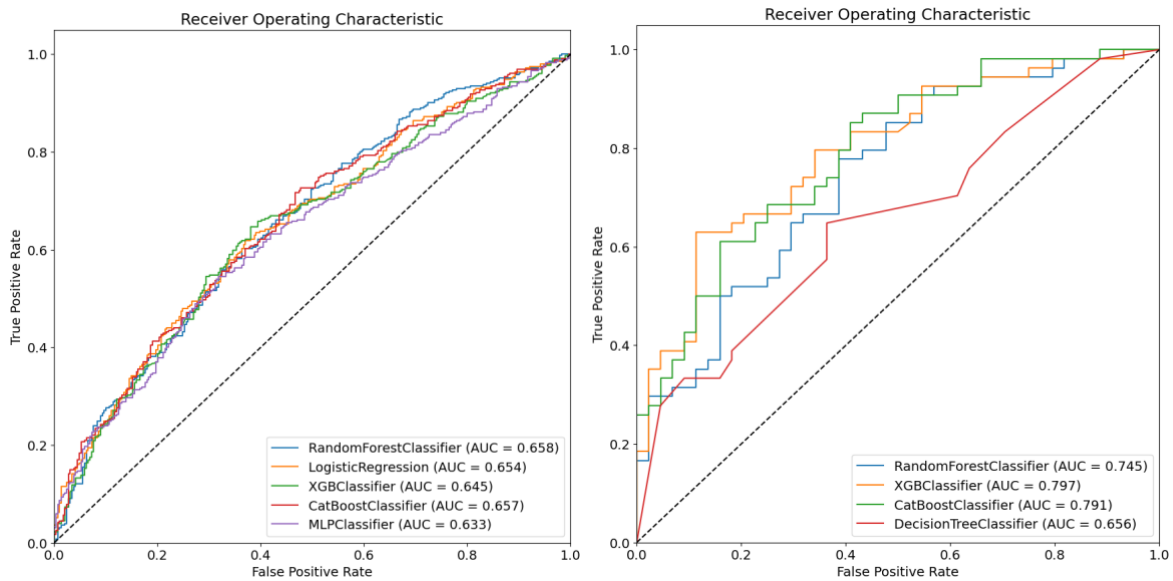 Receiver Operating Characteristic
True Positive Rate
1.0
0.8
0.6
0.4
0.2
0.0
RandomForestClassifier (AUC = 0.658)
LogisticRegression (AUC = 0.654)
XGBClassifier (AUC = 0.645)
CatBoostClassifier (AUC = 0.657)
MLPClassifier (AUC = 0.633)
0.0 0.2 0.4 0.6 0.8 1.0
False Positive Rate
Receiver Operating Characteristic
True Positive Rate
1.0
0.8
0.6
0.4
0.2
0.0
RandomForestClassifier (AUC = 0.745)
XGBClassifier (AUC = 0.797)
CatBoostClassifier (AUC = 0.791)
DecisionTreeClassifier (AUC = 0.656)
0.0 0.2 0.4 0.6 0.8 1.0
False Positive Rate